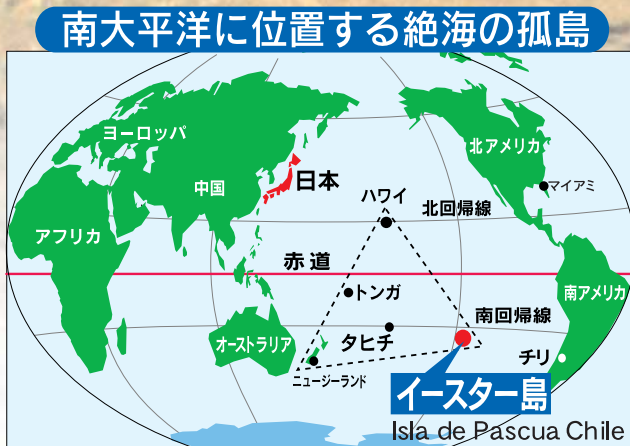 南大平洋に位置する絶海の孤島
ヨーロッパ
北アメリカ
中国
日本
マイアミ
ハワイ
北回帰線
アフリカ
赤道
トンガ
南アメリカ
南回帰線
オーストラリア
タヒチ
チリ
ニュージーランド
イースター島
Isla de Pascua Chile